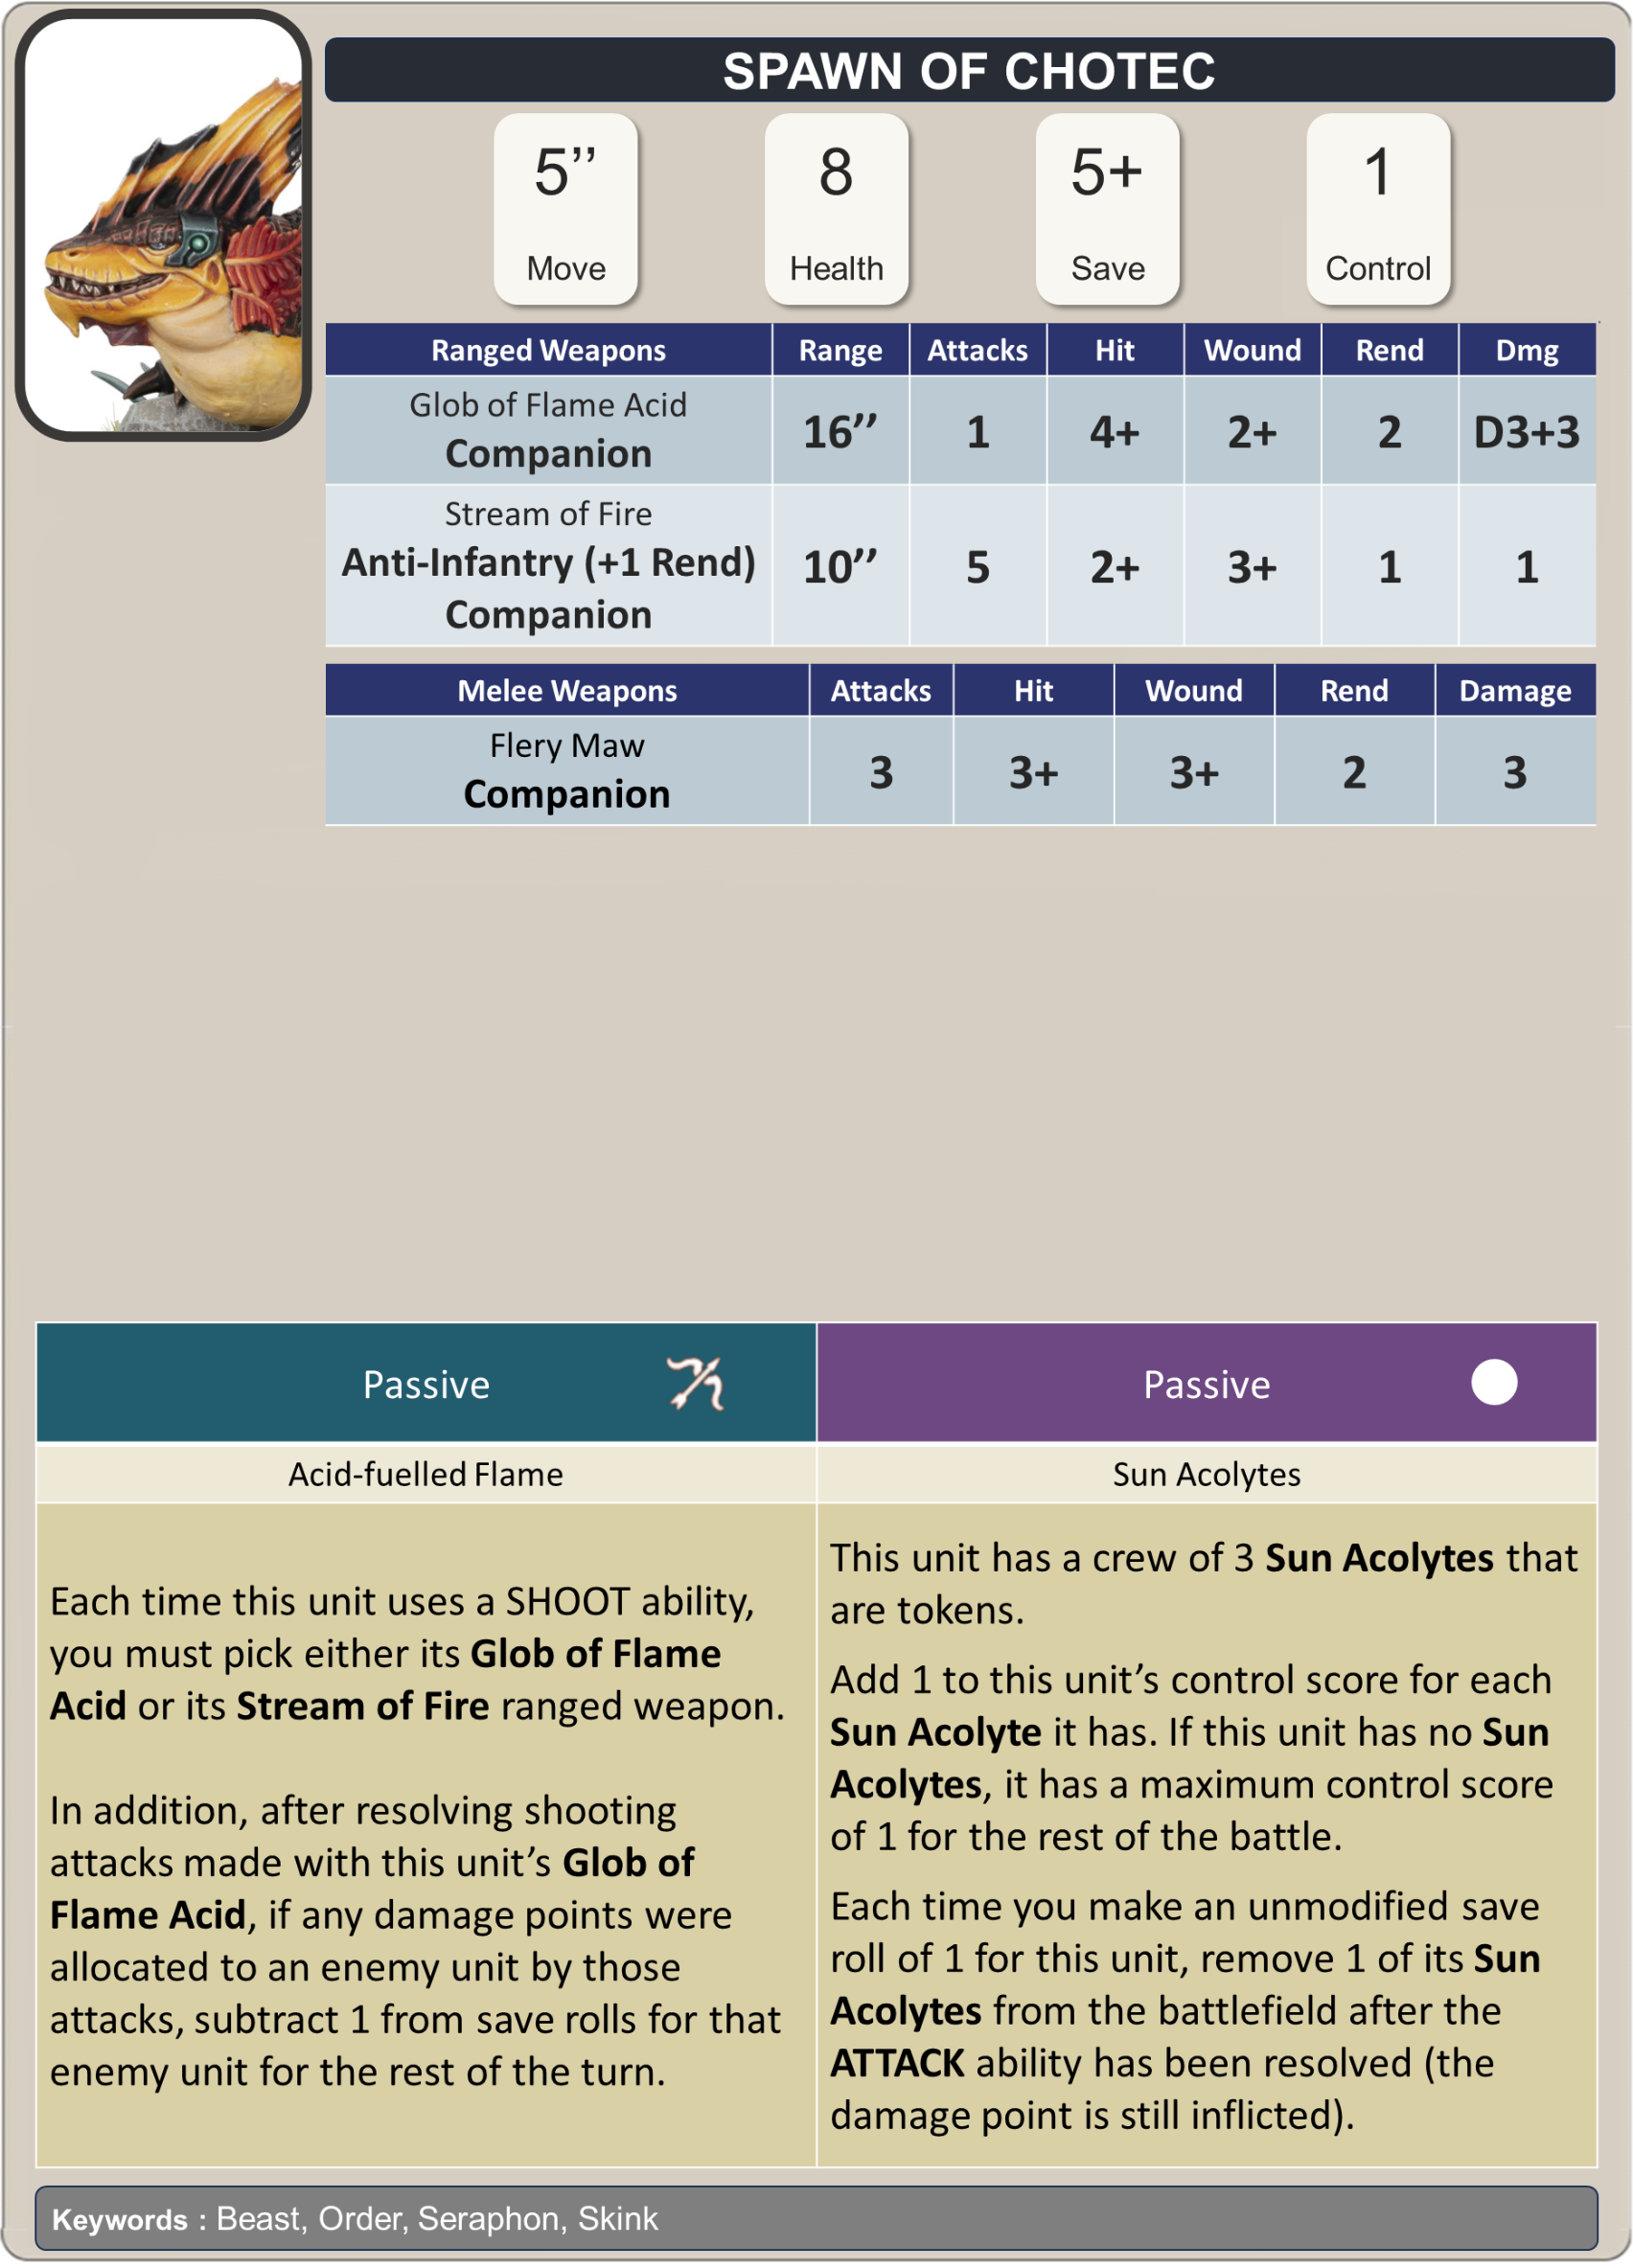 SPAWN OF CHOTEC
5’’ 8 5+ 1
Move Health Save Control
Ranged Weapons Range Attacks Hit Wound Rend Dmg
Glob of Flame Acid
Companion 16’’ 1 4+ 2+ 2 D3+3
Stream of Fire
Anti-Infantry (+1 Rend) 10’’ 5 2+ 3+ 1 1
Companion
Melee Weapons Attacks Hit Wound Rend Damage
Flery Maw
Companion 3 3+ 3+ 2 3
Passive
Acid-fuelled Flame
Each time this unit uses a SHOOT ability,
you must pick either its Glob of Flame
Acid or its Stream of Fire ranged weapon.
In addition, after resolving shooting
attacks made with this unit’s Glob of
Flame Acid, if any damage points were
allocated to an enemy unit by those
attacks, subtract 1 from save rolls for that
enemy unit for the rest of the turn.
Passive
Sun Acolytes
This unit has a crew of 3 Sun Acolytes that
are tokens.
Add 1 to this unit’s control score for each
Sun Acolyte it has. If this unit has no Sun
Acolytes, it has a maximum control score
of 1 for the rest of the battle.
Each time you make an unmodified save
roll of 1 for this unit, remove 1 of its Sun
Acolytes from the battlefield after the
ATTACK ability has been resolved (the
damage point is still inflicted).
Keywords : Beast, Order, Seraphon, Skink